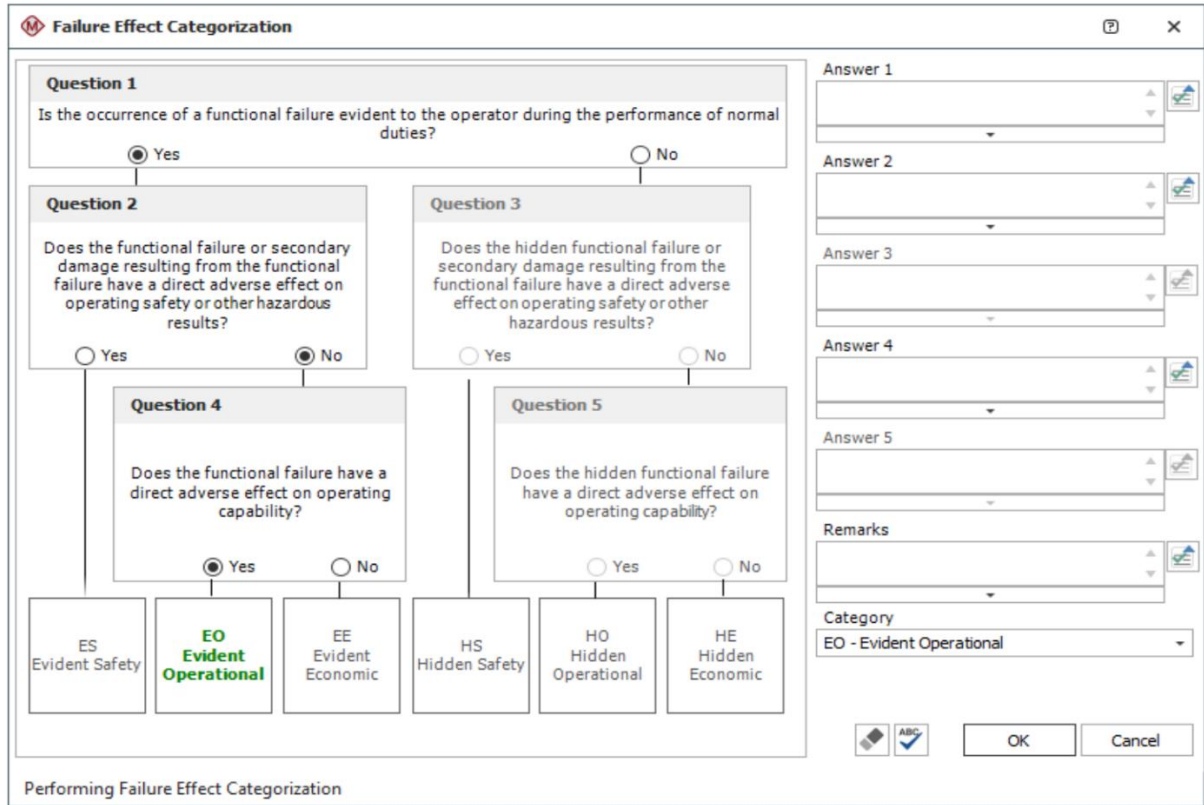 Failure Effect Categorization
Question 1
Is the occurrence of a functional failure evident to the operator during the performance of normal
duties?
Yes
No
Question 2
Does the functional failure or secondary
damage resulting from the functional
failure have a direct adverse effect on
operating safety or other hazardous
results?
Yes
No
Question 3
Does the hidden functional failure or
secondary damage resulting from the
functional failure have a direct adverse
effect on operating safety or other
hazardous results?
Yes
No
Question 4
Does the functional failure have a
direct adverse effect on operating
capability?
Yes
No
Question 5
Does the hidden functional failure
have a direct adverse effect on
operating capability?
Yes
No
ES
Evident Safety
EO
Evident
Operational
EE
Evident
Economic
HS
Hidden Safety
HO
Hidden
Operational
HE
Hidden
Economic
Answer 1
Answer 2
Answer 3
Answer 4
Answer 5
Remarks
Category
EO - Evident Operational
ABC
OK
Cancel
Performing Failure Effect Categorization